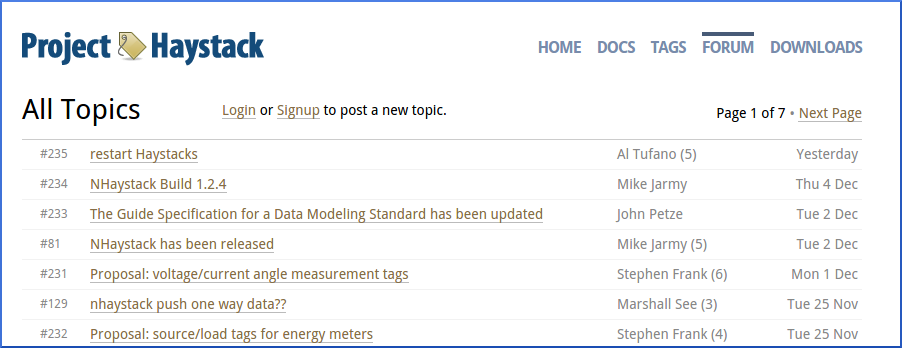 Project Haystack
HOME DOCS TAGS FORUM DOWNLOADS
All Topics
Login or Signup to post a new topic.
Page 1 of 7 • Next Page
#235 restart Haystacks Al Tufano (5) Yesterday
#234 NHaystack Build 1.2.4 Mike Jarmy Thu 4 Dec
#233 The Guide Specification for a Data Modeling Standard has been updated John Petze Tue 2 Dec
#81 NHaystack has been released Mike Jarmy (5) Tue 2 Dec
#231 Proposal: voltage/current angle measurement tags Stephen Frank (6) Mon 1 Dec
#129 nhaystack push one way data?? Marshall See (3) Tue 25 Nov
#232 Proposal: source/load tags for energy meters Stephen Frank (4) Tue 25 Nov